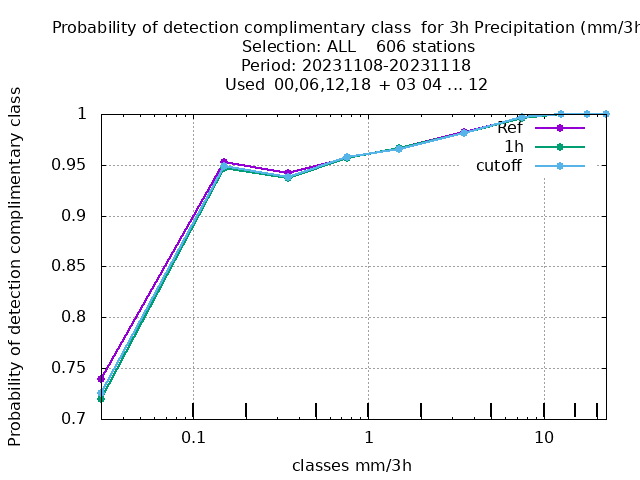 Probability of detection complimentary class for 3h Precipitation (mm/3h
Selection: ALL 606 stations
Period: 20231108-20231118
Used 00,06,12,18 + 03 04 ... 12
Probability of detection complimentary class
1
0.95
0.9
0.85
0.8
0.75
0.7
Ref
1h
cutoff
0.1
1
10
classes mm/3h